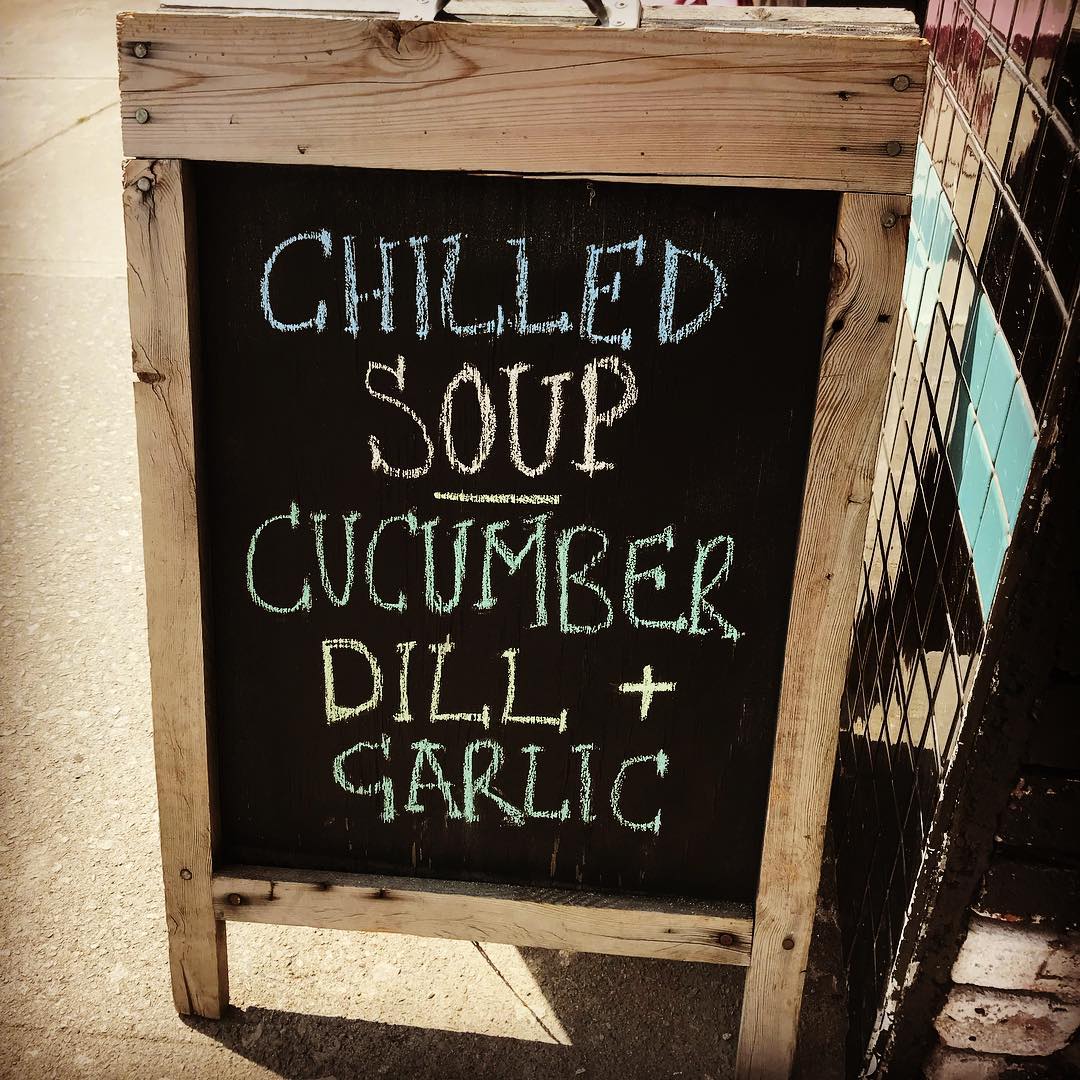 CHILLED
SOUP
CUCUMBER
DILL +
GARLIC